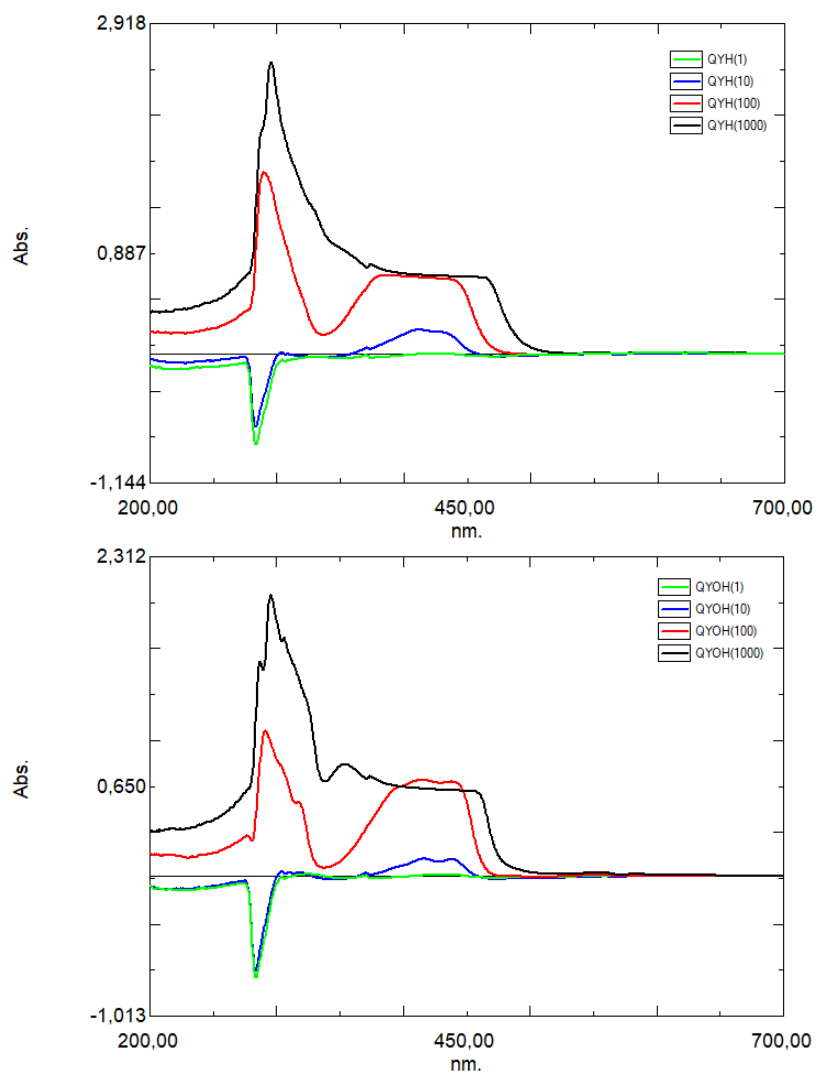 2,918
QYH(1)
QYH(10)
QYH(100)
QYH(1000)
Abs.
0,887
-1,144
200,00
450,00
700,00
nm.
2,312
QYOH(1)
QYOH(10)
QYOH(100)
QYOH(1000)
Abs.
0,650
-1,013
200,00
450,00
700,00
nm.